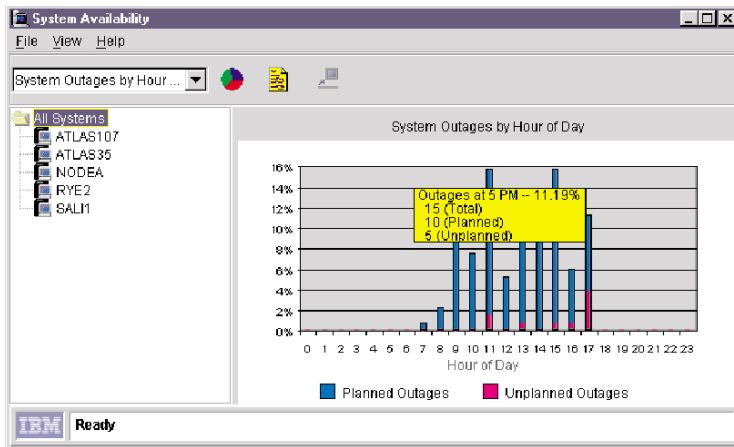 System Availability
File View Help
System Outages by Hour ...
All Systems
ATLAS107
ATLAS35
NODEA
RYE2
SALI1
System Outages by Hour of Day
16%
14%
12%
10%
8%
6%
4%
2%
0%
Outages at 5 PM -- 11.19%
15 (Total)
10 (Planned)
5 (Unplanned)
0 1 2 3 4 5 6 7 8 9 10 11 12 13 14 15 16 17 18 19 20 21 22 23
Hour of Day
Planned Outages Unplanned Outages
IBM Ready